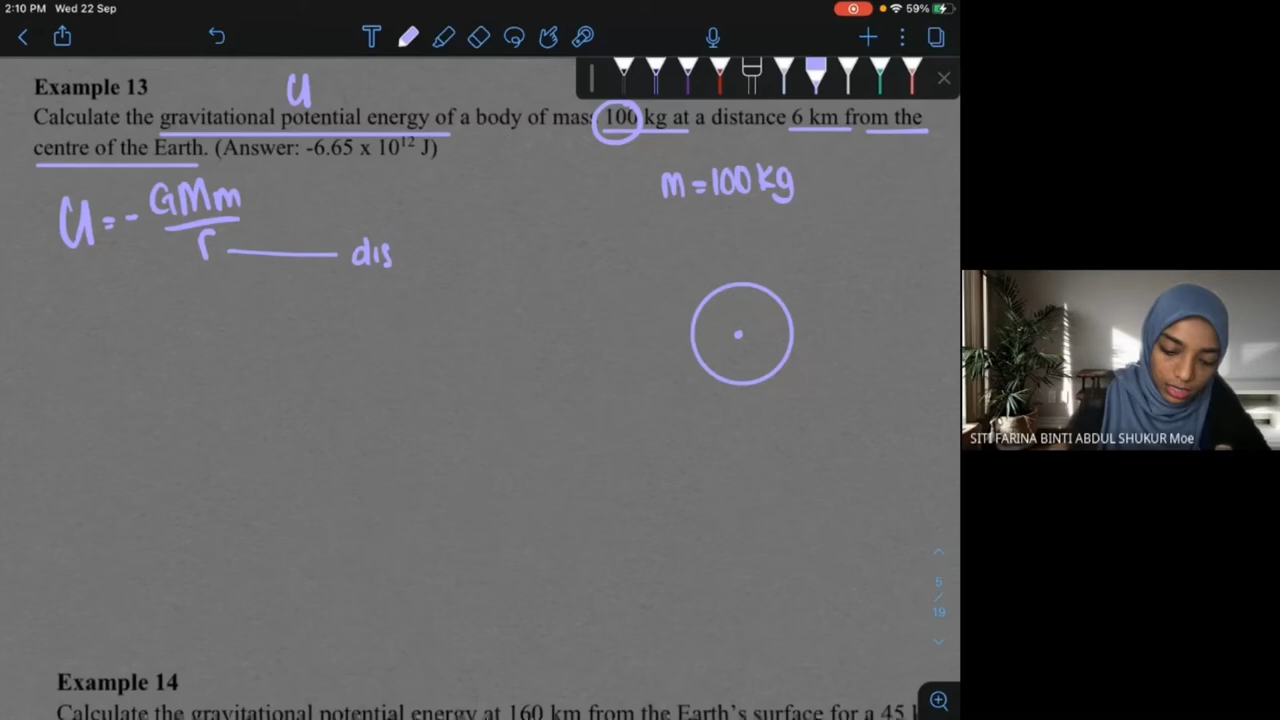 2:10 PM Wed 22 Sep
59%
T
Example 13
U
Calculate the gravitational potential energy of a body of mass 100 kg at a distance 6 km from the
centre of the Earth. (Answer: -6.65 x 10¹² J)
m = 100 kg
U = - GMm
r dis
SITI FARINA BINTI ABDUL SHUKUR Moe
5
/
19
Example 14
Calculate the gravitational potential energy at 160 km from the Earth's surface for a 45